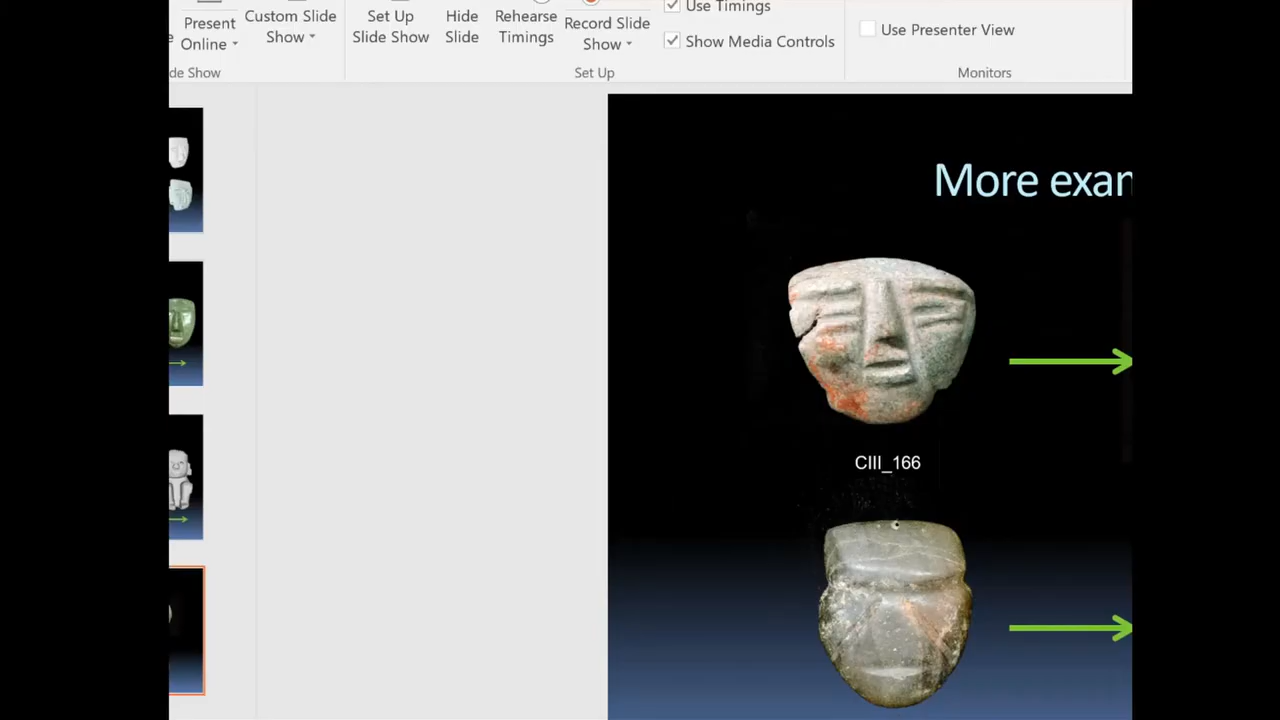 Present
Online
Custom Slide
Show
Set Up
Slide Show
Hide
Slide
Rehearse
Timings
Record Slide
Show
Use Timings
Show Media Controls
Use Presenter View
de Show
Set Up
Monitors
More exam
CIII_166